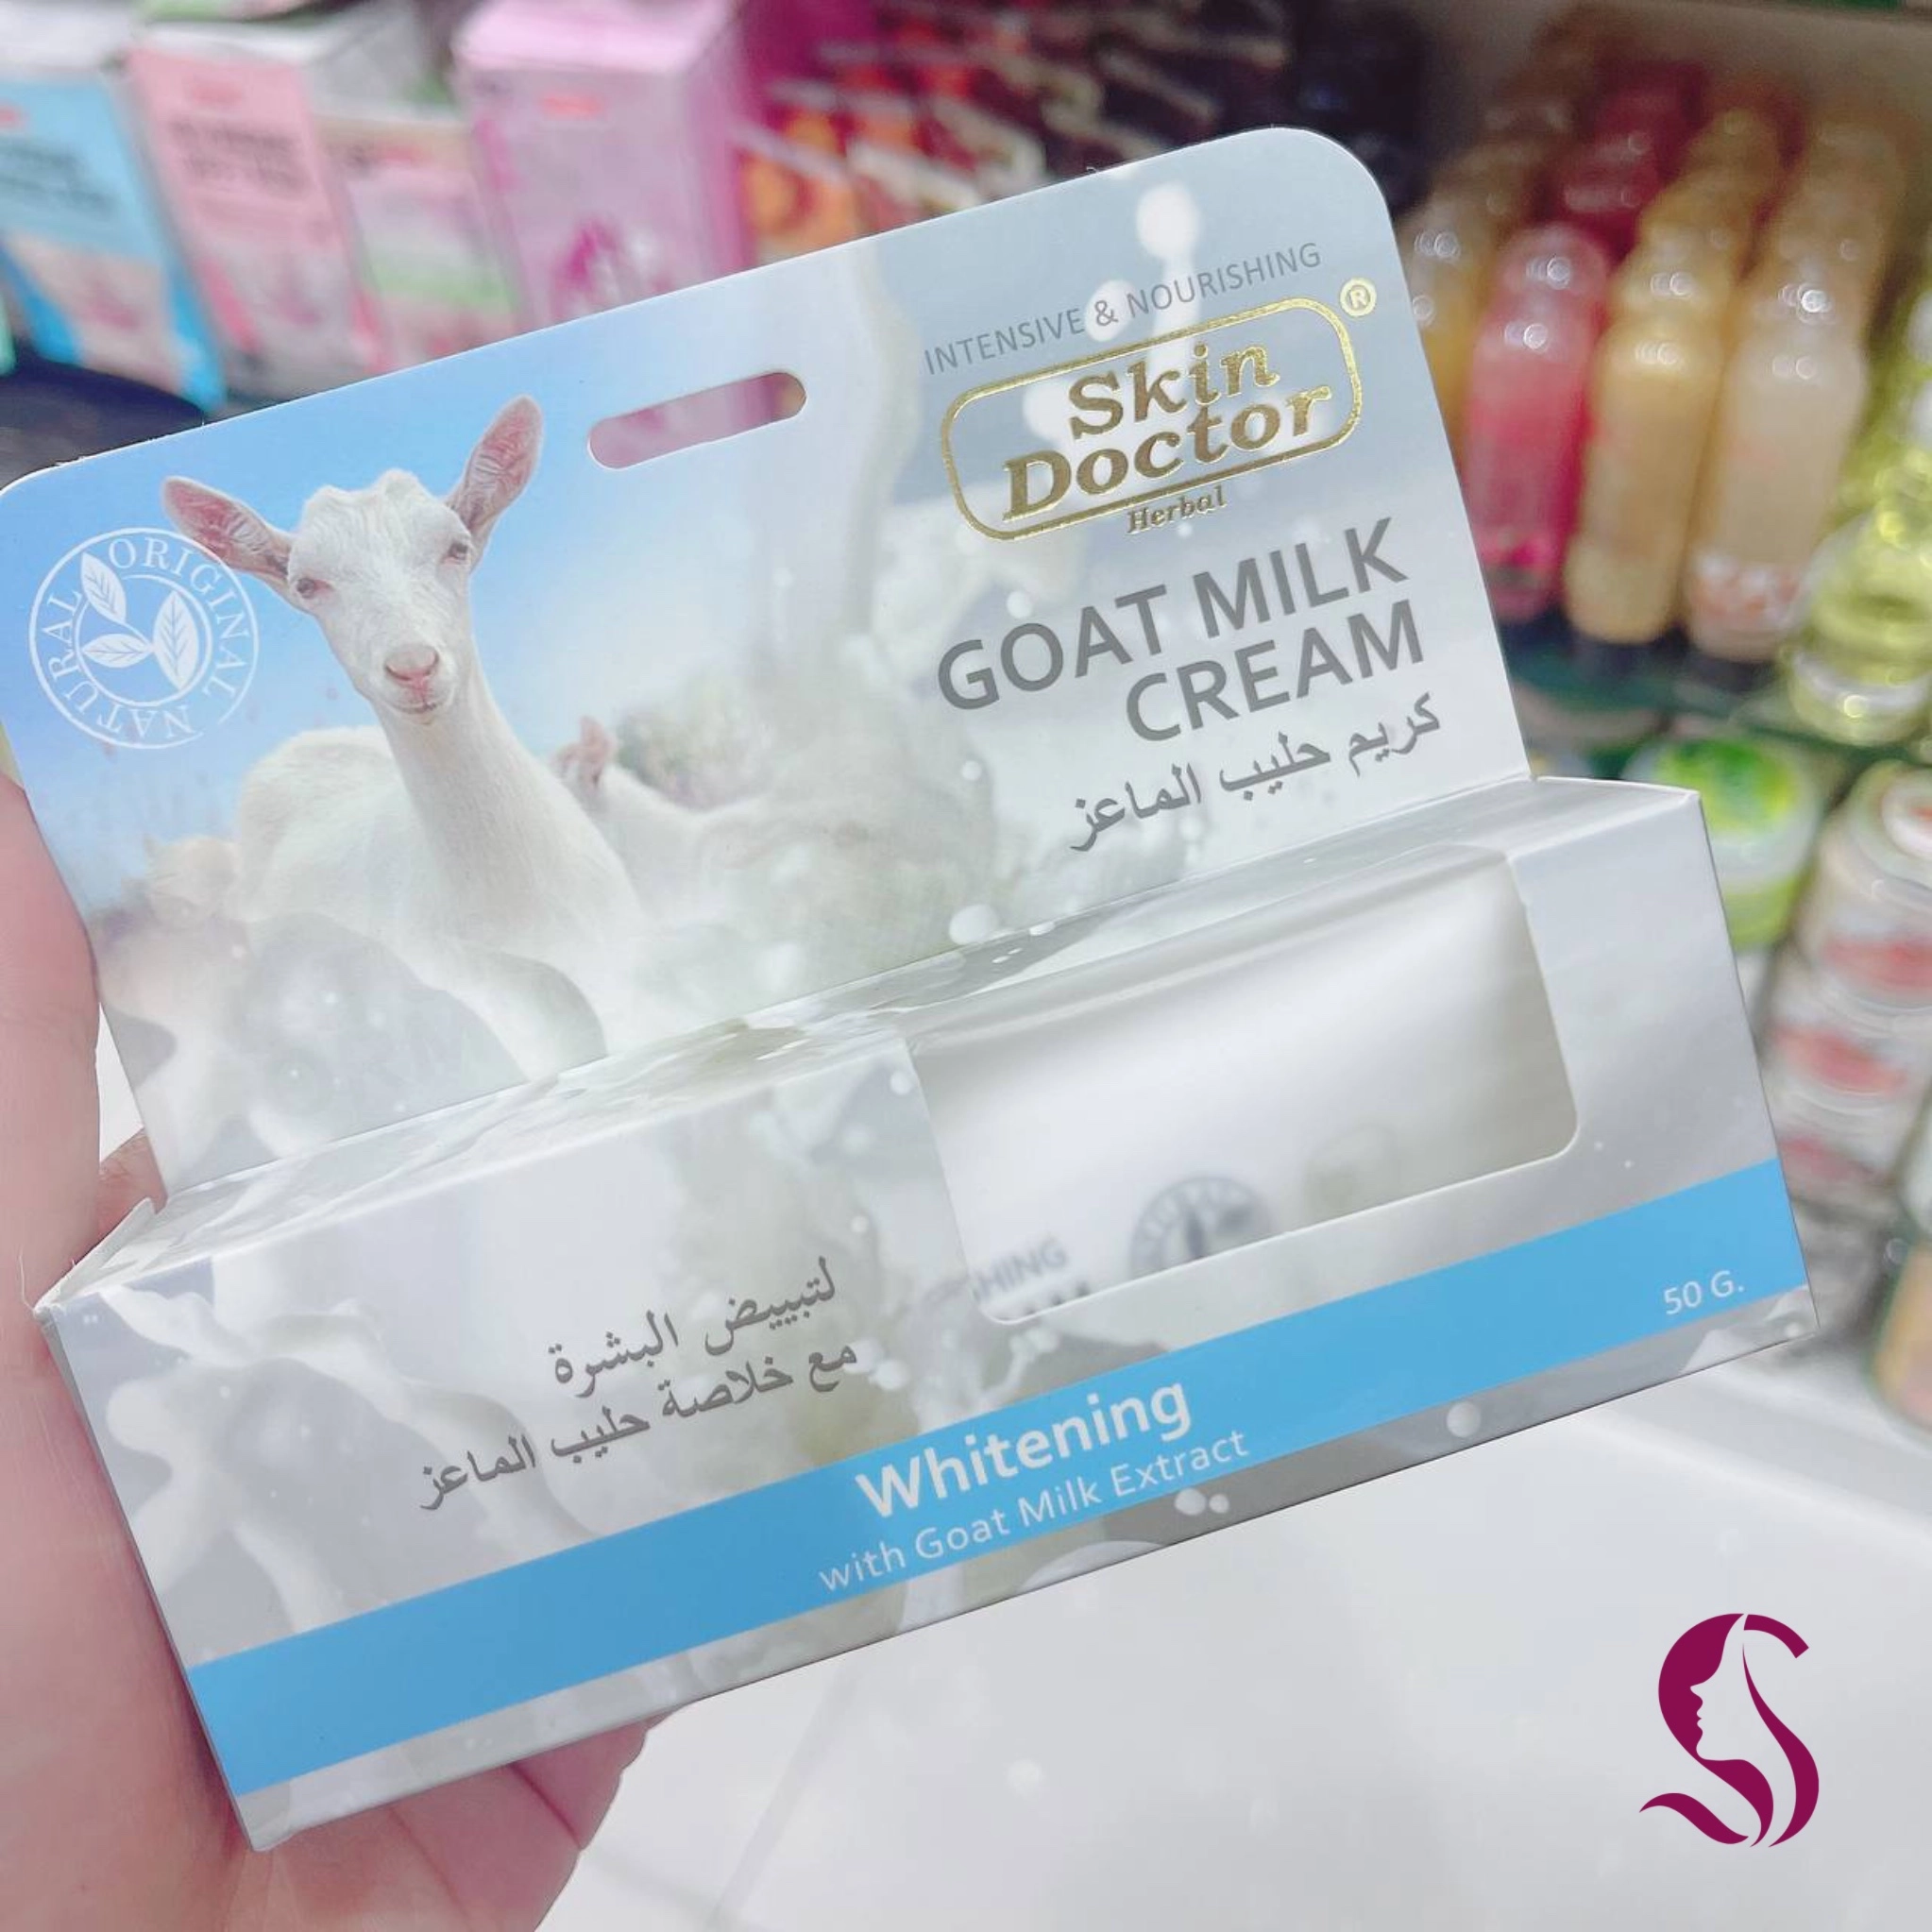 INTENSIVE & NOURISHING
Skin
Doctor®
Herbal
NATURAL ORIGINAL
GOAT MILK
CREAM
كريم حليب الماعز
HING
لتبييض البشرة
مع خلاصة حليب الماعز
Whitening
with Goat Milk Extract
50 G.